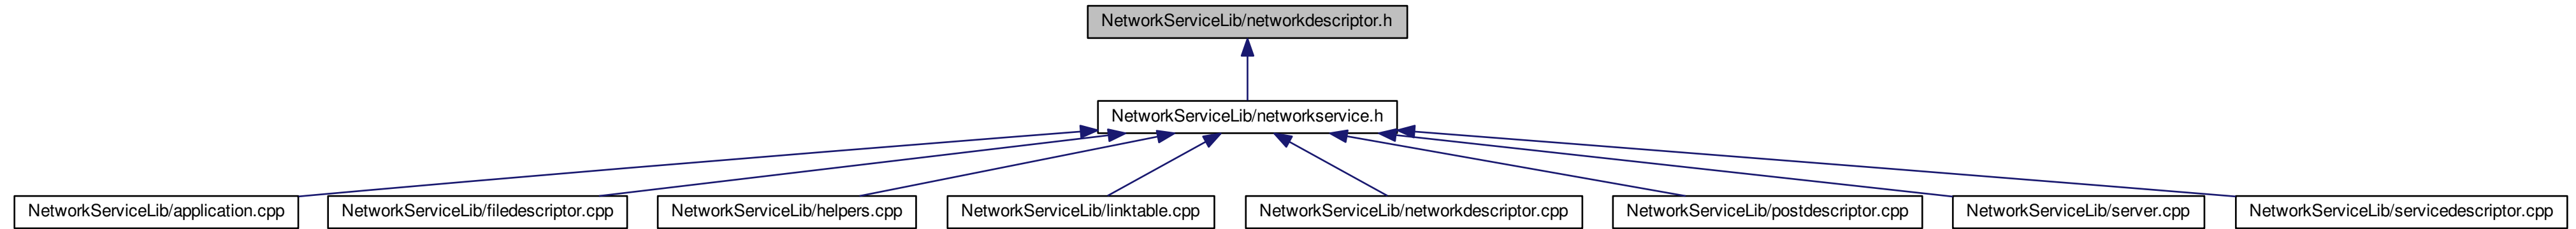 NetworkServiceLib/networkdescriptor.h
NetworkServiceLib/networkservice.h
NetworkServiceLib/application.cpp
NetworkServiceLib/filedescriptor.cpp
NetworkServiceLib/helpers.cpp
NetworkServiceLib/linktable.cpp
NetworkServiceLib/networkdescriptor.cpp
NetworkServiceLib/postdescriptor.cpp
NetworkServiceLib/server.cpp
NetworkServiceLib/servicedescriptor.cpp